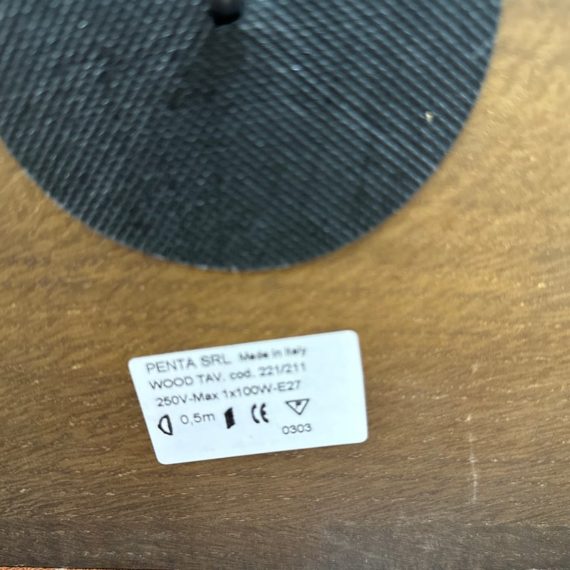 PENTA SRL Made in Italy
WOOD TAV. cod. 221/211
250V-Max 1x100W-E27
0,5m CE
0303